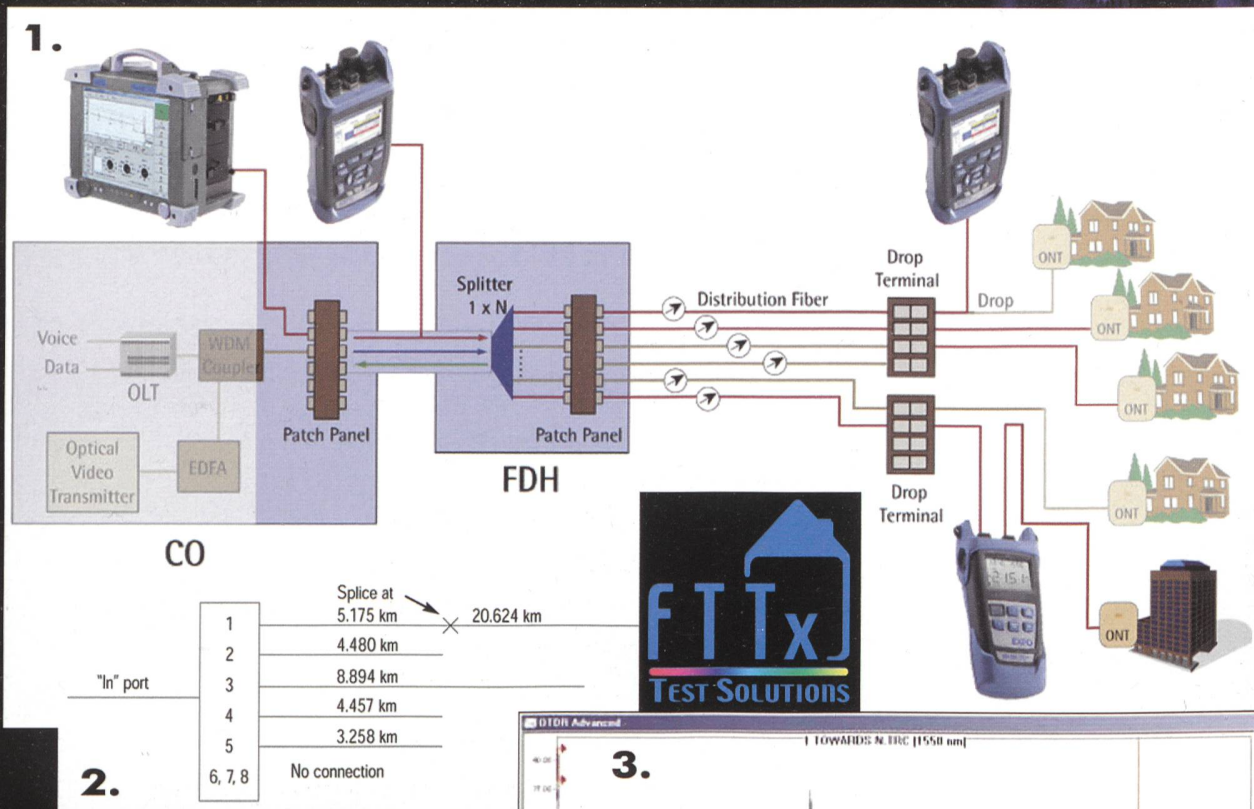 1.
Voice
Data
OLT
WDM
Coupler
Optical
Video
Transmitter
EDFA
Patch Panel
CO
Splitter
1 x N
Patch Panel
FDH
Distribution Fiber
Drop
Terminal
Drop
ONT
ONT
ONT
Drop
Terminal
ONT
ONT
EXFO
FTTx
TEST SOLUTIONS
Splice at
1
5.175 km
20.624 km
2
4.480 km
"In" port
3
8.894 km
4
4.457 km
5
3.258 km
6, 7, 8
No connection
2.
OTDR Advanced
3.